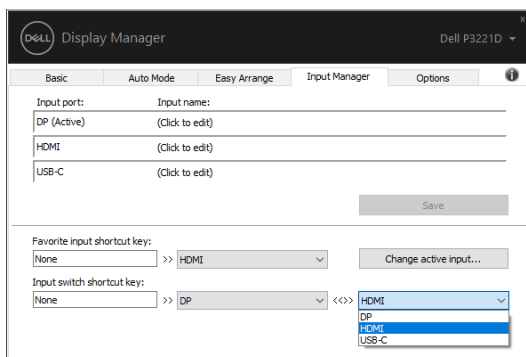 x
DELL Display Manager Dell P3221D
Basic Auto Mode Easy Arrange Input Manager Options i
Input port: Input name:
DP (Active) (Click to edit)
HDMI (Click to edit)
USB-C (Click to edit)
Save
Favorite input shortcut key:
None >> HDMI Change active input...
Input switch shortcut key:
None >> DP <<>> HDMI
DP
HDMI
USB-C